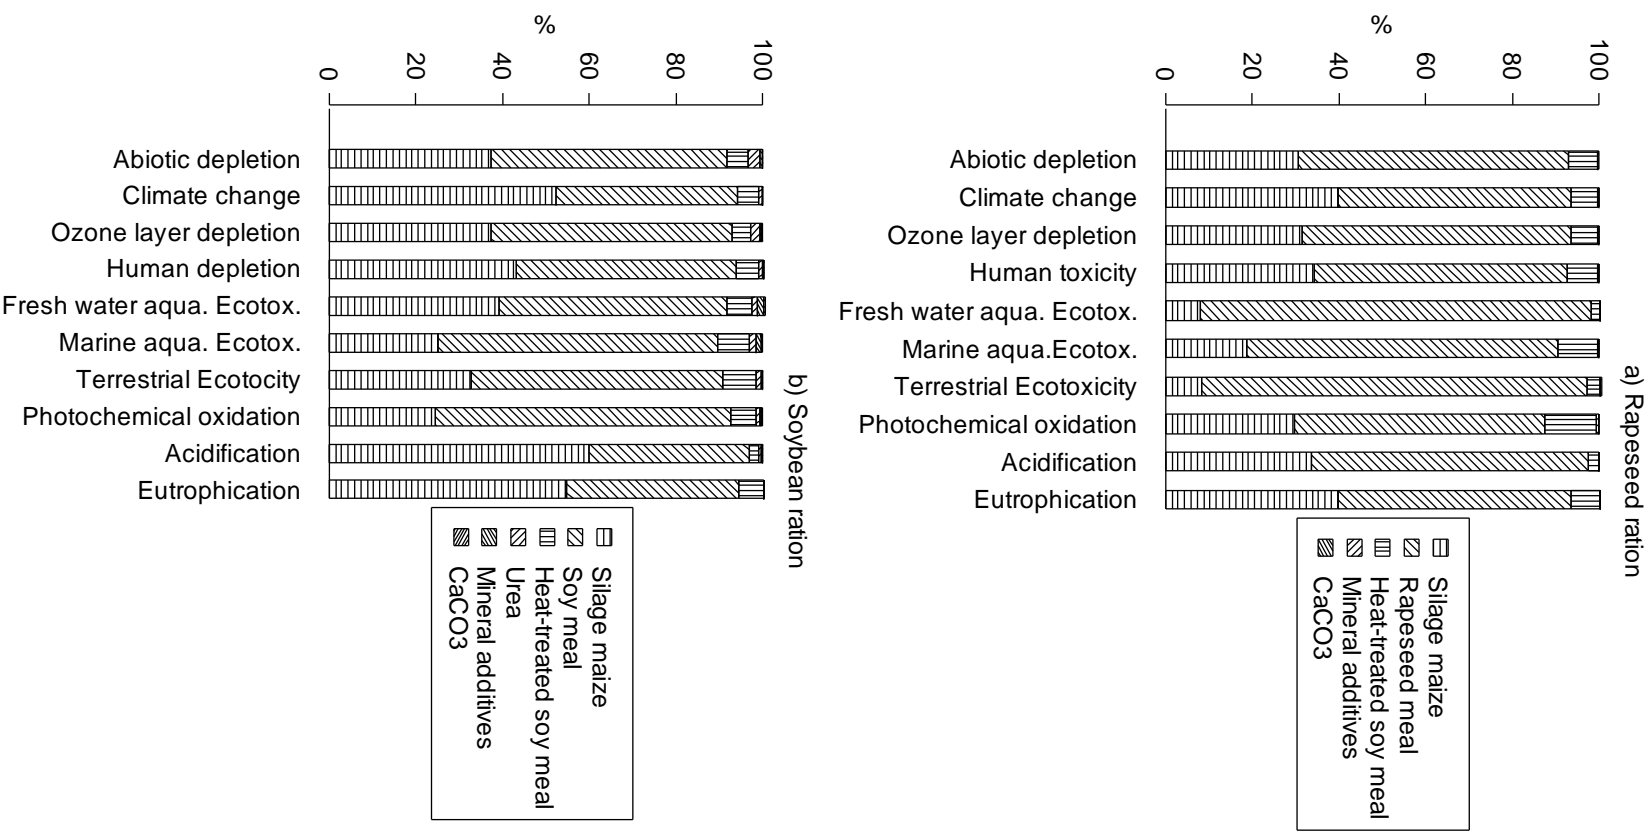 a) Rapeseed ration
%
0
20
40
60
80
100
Abiotic depletion
Climate change
Ozone layer depletion
Human toxicity
Fresh water aqua. Ecotox.
Marine aqua.Ecotox.
Terrestrial Ecotoxicity
Photochemical oxidation
Acidification
Eutrophication
Silage maize
Rapeseed meal
Heat-treated soy meal
Mineral additives
CaCO3
b) Soybean ration
%
0
20
40
60
80
100
Abiotic depletion
Climate change
Ozone layer depletion
Human depletion
Fresh water aqua. Ecotox.
Marine aqua. Ecotox.
Terrestrial Ecotocity
Photochemical oxidation
Acidification
Eutrophication
Silage maize
Soy meal
Heat-treated soy meal
Urea
Mineral additives
CaCO3